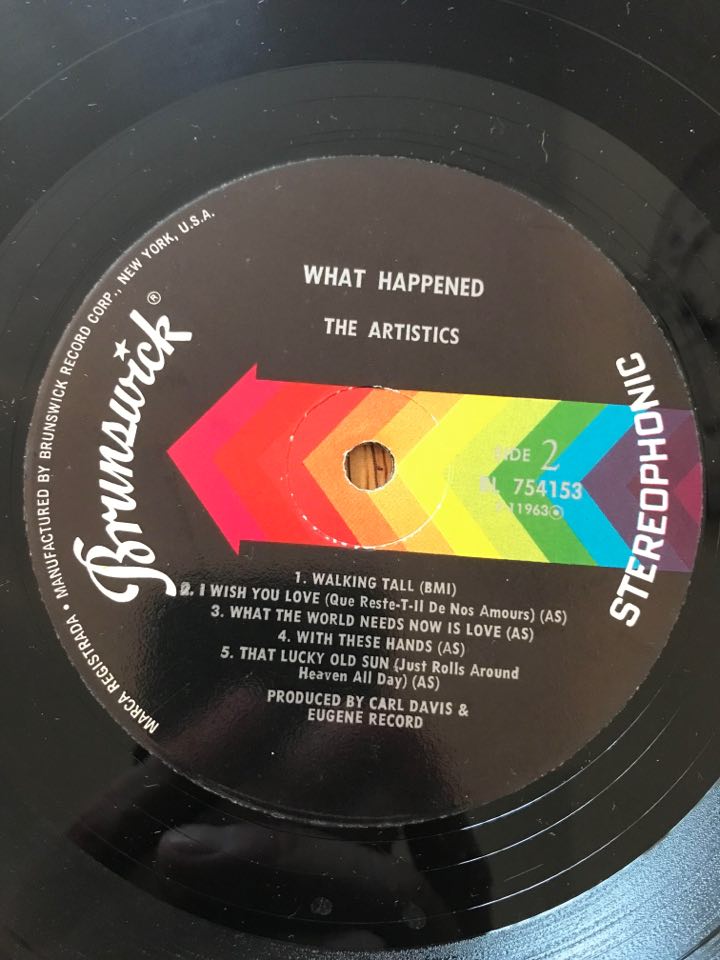 WHAT HAPPENED
THE ARTISTICS
Brunswick®
STEREOPHONIC
SIDE 2
BL 754153
7-11963
1. WALKING TALL (BMI)
2. I WISH YOU LOVE (Que Reste-T-Il De Nos Amours) (AS)
3. WHAT THE WORLD NEEDS NOW IS LOVE (AS)
4. WITH THESE HANDS (AS)
5. THAT LUCKY OLD SUN (Just Rolls Around
Heaven All Day) (AS)
PRODUCED BY CARL DAVIS &
EUGENE RECORD
MARCA REGISTRADA • MANUFACTURED BY BRUNSWICK RECORD CORP., NEW YORK, U.S.A.